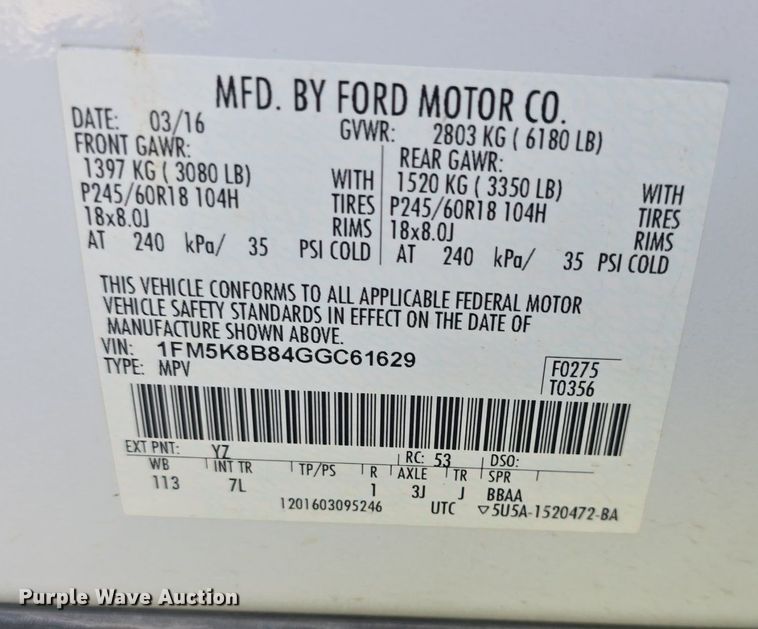 MFD. BY FORD MOTOR CO.
DATE: 03/16 GVWR: 2803 KG ( 6180 LB)
FRONT GAWR: REAR GAWR:
1397 KG ( 3080 LB) WITH 1520 KG ( 3350 LB) WITH
P245/60R18 104H TIRES P245/60R18 104H TIRES
18x8.0J RIMS 18x8.0J RIMS
AT 240 kPa/ 35 PSI COLD AT 240 kPa/ 35 PSI COLD
THIS VEHICLE CONFORMS TO ALL APPLICABLE FEDERAL MOTOR
VEHICLE SAFETY STANDARDS IN EFFECT ON THE DATE OF
MANUFACTURE SHOWN ABOVE.
VIN: 1FM5K8B84GGC61629 F0275
TYPE: MPV T0356
EXT PNT: YZ RC: 53 DSO:
WB INT TR TP/PS R AXLE TR SPR
113 7L 1 3J J BBAA
1201603095246 UTC ▽5U5A-1520472-BA
Purple Wave Auction